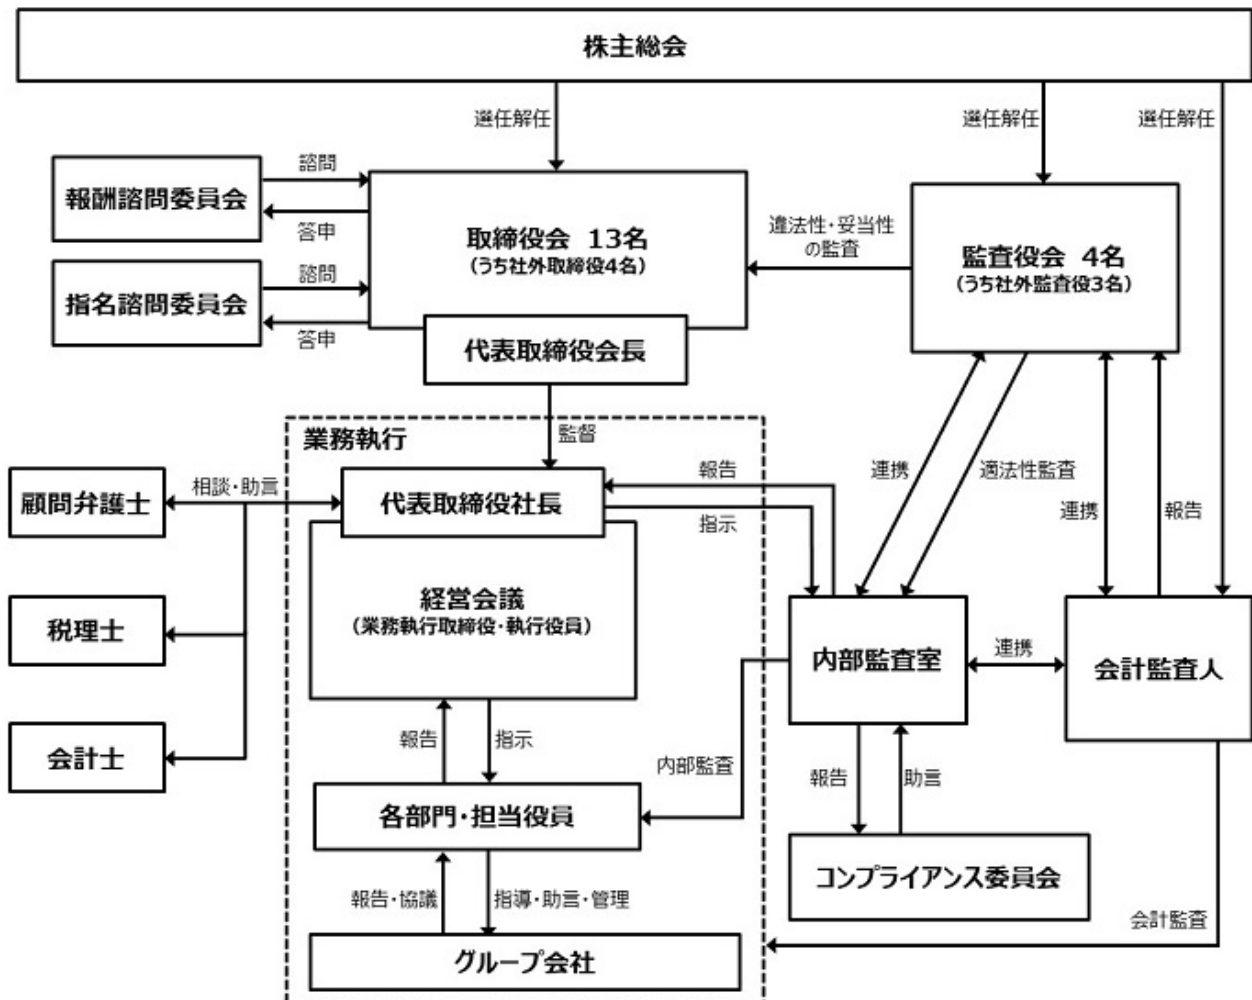 株主総会
選任解任
選任解任
選任解任
報酬諮問委員会
諮問
答申
指名諮問委員会
諮問
答申
取締役会 13名
(うち社外取締役4名)
代表取締役会長
違法性・妥当性
の監査
監査役会 4名
(うち社外監査役3名)
監督
業務執行
顧問弁護士
相談・助言
税理士
会計士
代表取締役社長
経営会議
(業務執行取締役・執行役員)
報告
指示
連携
適法性監査
連携
報告
内部監査室
連携
会計監査人
報告
指示
内部監査
各部門・担当役員
報告
助言
コンプライアンス委員会
報告・協議
指導・助言・管理
会計監査
グループ会社